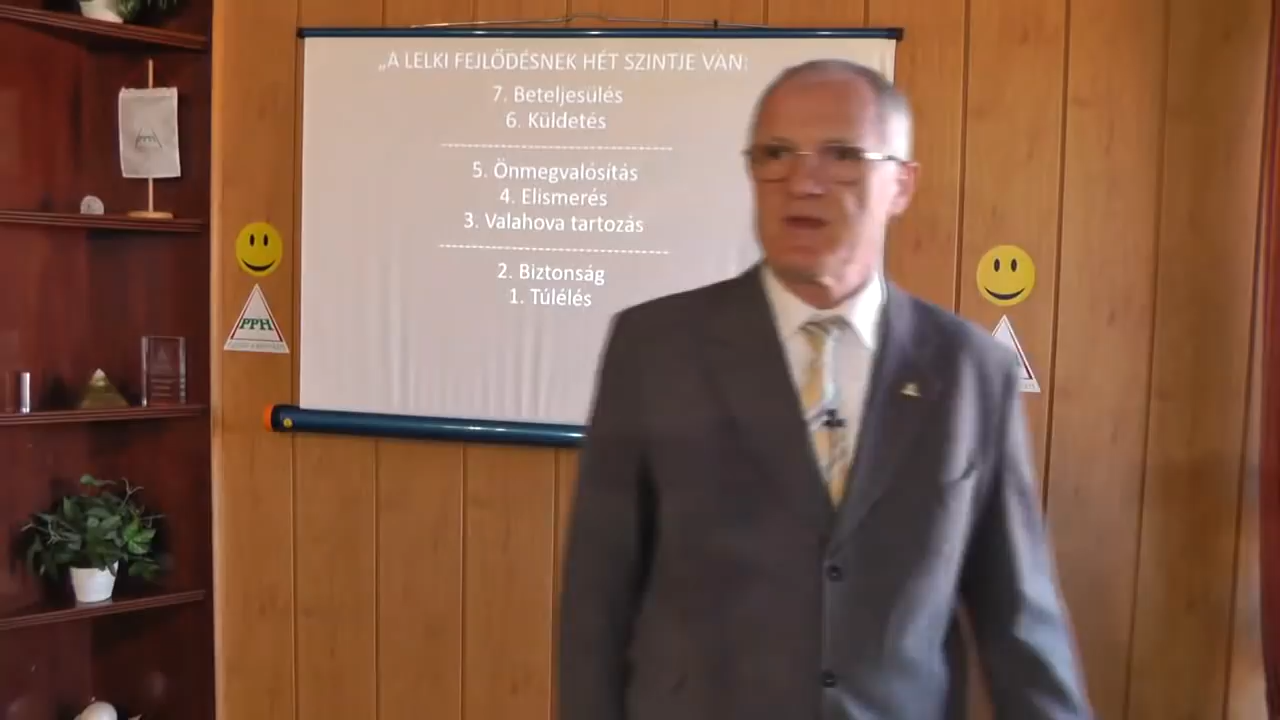 „A LELKI FEJLŐDÉSNEK HÉT SZINTJE VAN:
7. Beteljesülés
6. Küldetés
5. Önmegvalósítás
4. Elismerés
3. Valahova tartozás
2. Biztonság
1. Túlélés
PPH